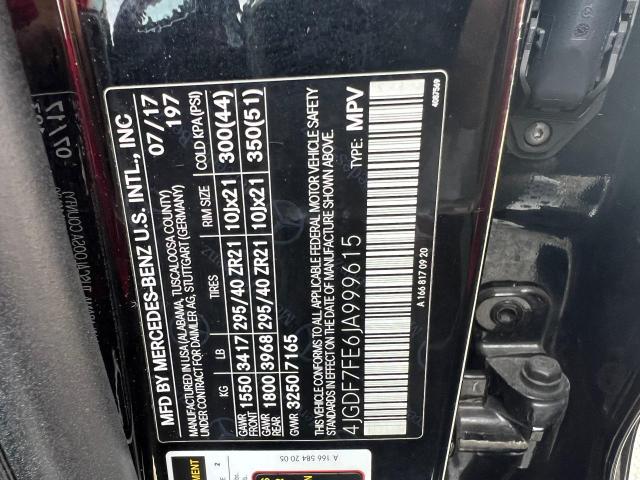 MFD BY MERCEDES-BENZ U.S. INTL., INC
MANUFACTURED IN USA (ALABAMA, TUSCALOOSA COUNTY) 07/17
UNDER CONTRACT FOR DAIMLER AG, STUTTGART (GERMANY) 197
KG LB TIRES RIM SIZE COLD KPA (PSI)
GAWR FRONT 1550 3417 295/40 ZR21 10Jx21 300(44)
GAWR REAR 1800 3968 295/40 ZR21 10Jx21 350(51)
GVWR 3250 7165
THIS VEHICLE CONFORMS TO ALL APPLICABLE FEDERAL MOTOR VEHICLE SAFETY
STANDARDS IN EFFECT ON THE DATE OF MANUFACTURE SHOWN ABOVE.
4JGDF7FE6JA999615 TYPE: MPV
A 166 817 09 20
4087569
A 166 584 20 05